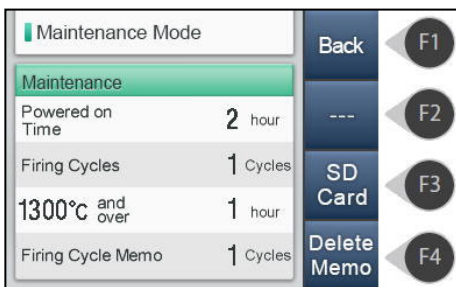 Maintenance Mode
Back F1
Maintenance
Powered on Time 2 hour
--- F2
Firing Cycles 1 Cycles
SD Card F3
1300°c and over 1 hour
Firing Cycle Memo 1 Cycles
Delete Memo F4